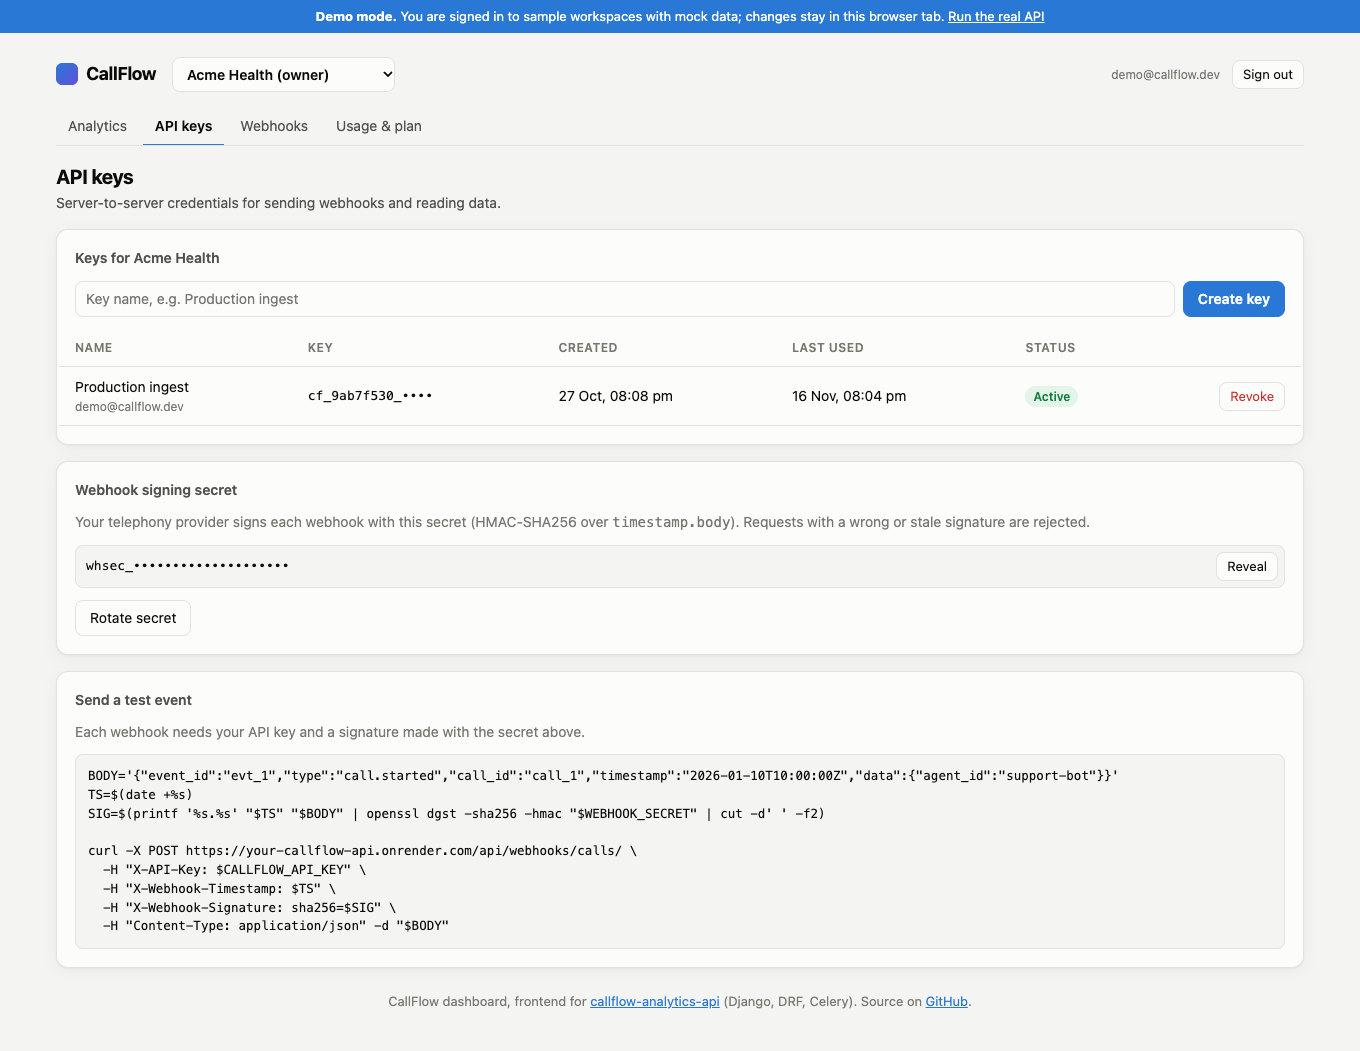 Demo mode. You are signed in to sample workspaces with mock data; changes stay in this browser tab. Run the real API
CallFlow
Acme Health (owner)
demo@callflow.dev
Sign out
Analytics
API keys
Webhooks
Usage & plan
API keys
Server-to-server credentials for sending webhooks and reading data.
Keys for Acme Health
Key name, e.g. Production ingest
Create key
NAME KEY CREATED LAST USED STATUS
Production ingest
demo@callflow.dev
cf_9ab7f530_••••
27 Oct, 08:08 pm
16 Nov, 08:04 pm
Active
Revoke
Webhook signing secret
Your telephony provider signs each webhook with this secret (HMAC-SHA256 over timestamp.body). Requests with a wrong or stale signature are rejected.
whsec_••••••••••••••••••••
Reveal
Rotate secret
Send a test event
Each webhook needs your API key and a signature made with the secret above.
BODY='{"event_id":"evt_1","type":"call.started","call_id":"call_1","timestamp":"2026-01-10T10:00:00Z","data":{"agent_id":"support-bot"}}'
TS=$(date +%s)
SIG=$(printf '%s.%s' "$TS" "$BODY" | openssl dgst -sha256 -hmac "$WEBHOOK_SECRET" | cut -d' ' -f2)
curl -X POST https://your-callflow-api.onrender.com/api/webhooks/calls/ \
-H "X-API-Key: $CALLFLOW_API_KEY" \
-H "X-Webhook-Timestamp: $TS" \
-H "X-Webhook-Signature: sha256=$SIG" \
-H "Content-Type: application/json" -d "$BODY"
CallFlow dashboard, frontend for callflow-analytics-api (Django, DRF, Celery). Source on GitHub.